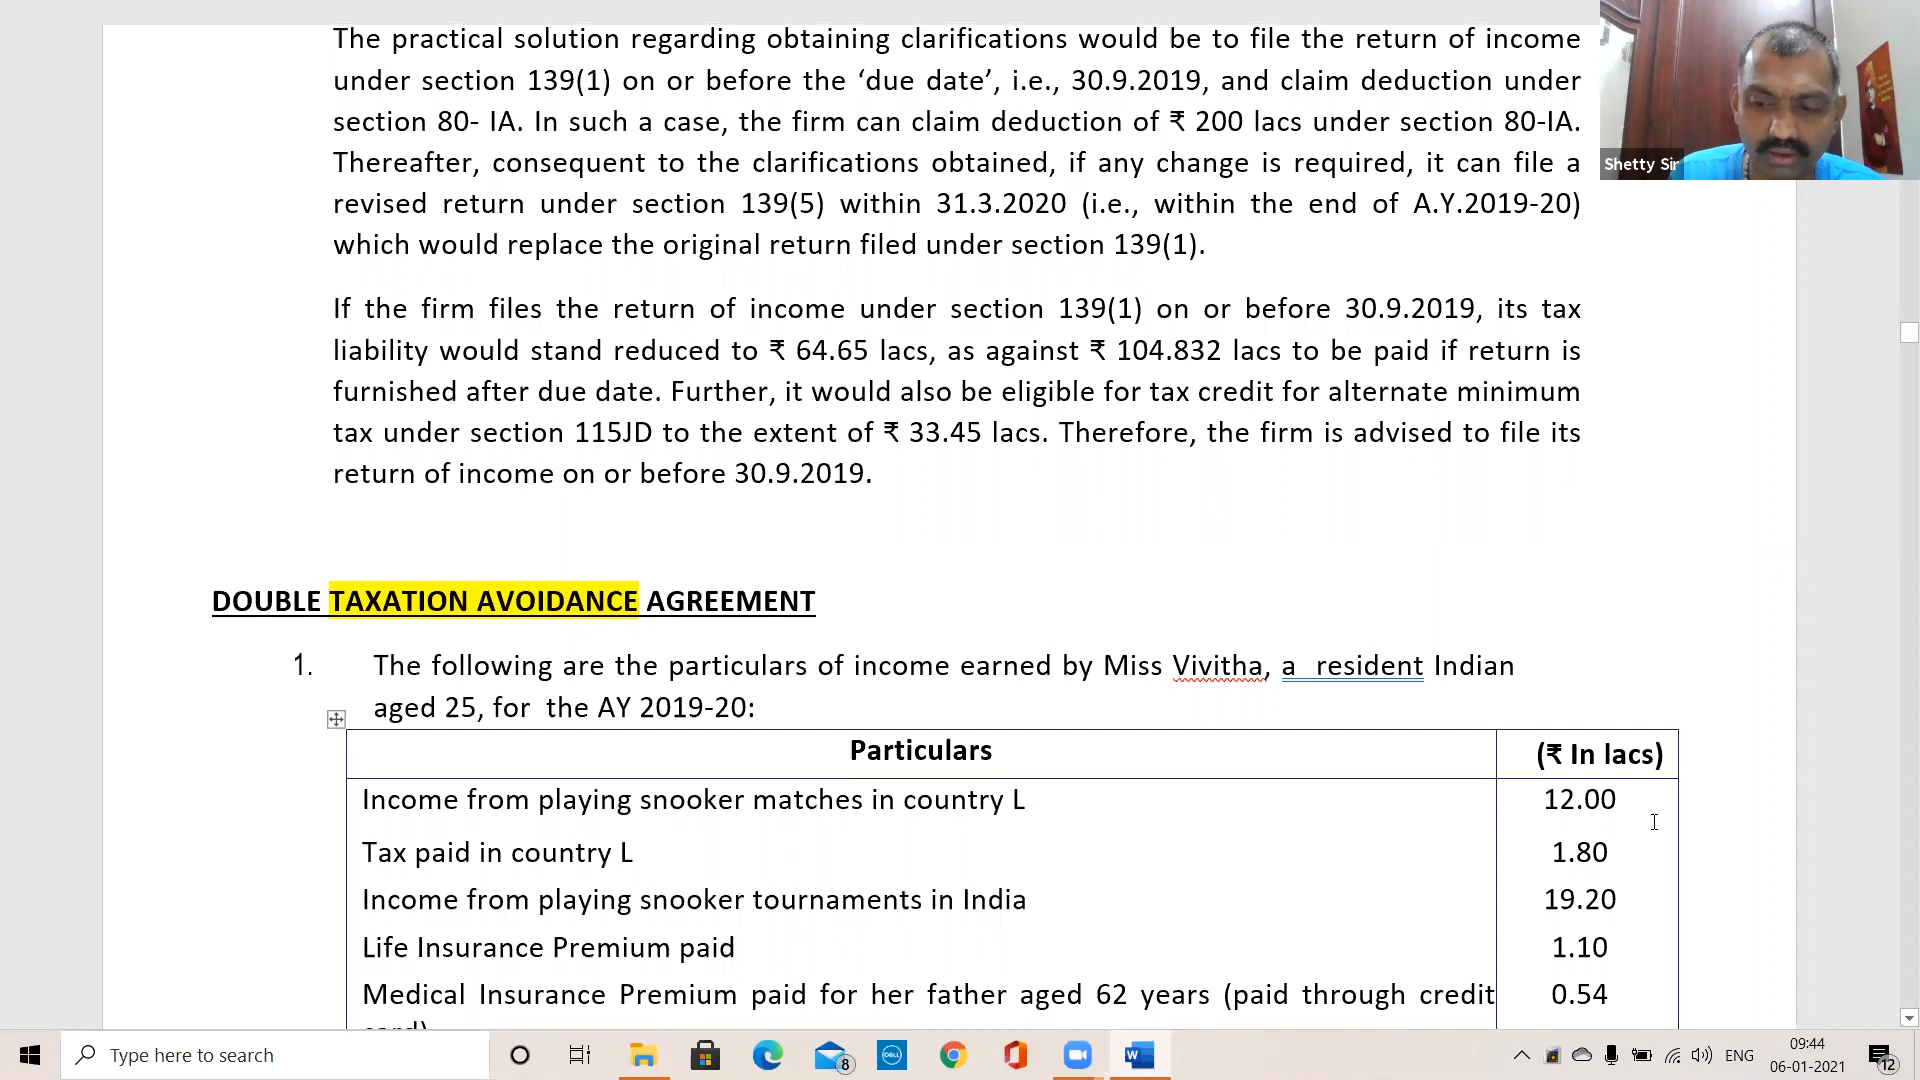 The practical solution regarding obtaining clarifications would be to file the return of income
under section 139(1) on or before the ‘due date’, i.e., 30.9.2019, and claim deduction under
section 80- IA. In such a case, the firm can claim deduction of ₹ 200 lacs under section 80-IA.
Thereafter, consequent to the clarifications obtained, if any change is required, it can file a
revised return under section 139(5) within 31.3.2020 (i.e., within the end of A.Y.2019-20)
which would replace the original return filed under section 139(1).
If the firm files the return of income under section 139(1) on or before 30.9.2019, its tax
liability would stand reduced to ₹ 64.65 lacs, as against ₹ 104.832 lacs to be paid if return is
furnished after due date. Further, it would also be eligible for tax credit for alternate minimum
tax under section 115JD to the extent of ₹ 33.45 lacs. Therefore, the firm is advised to file its
return of income on or before 30.9.2019.
DOUBLE TAXATION AVOIDANCE AGREEMENT
1. The following are the particulars of income earned by Miss Vivitha, a resident Indian
aged 25, for the AY 2019-20:
Particulars (₹ In lacs)
Income from playing snooker matches in country L 12.00
Tax paid in country L 1.80
Income from playing snooker tournaments in India 19.20
Life Insurance Premium paid 1.10
Medical Insurance Premium paid for her father aged 62 years (paid through credit 0.54
card)
Shetty Sir
Type here to search
8
DELL
W
ENG
09:44
06-01-2021
12